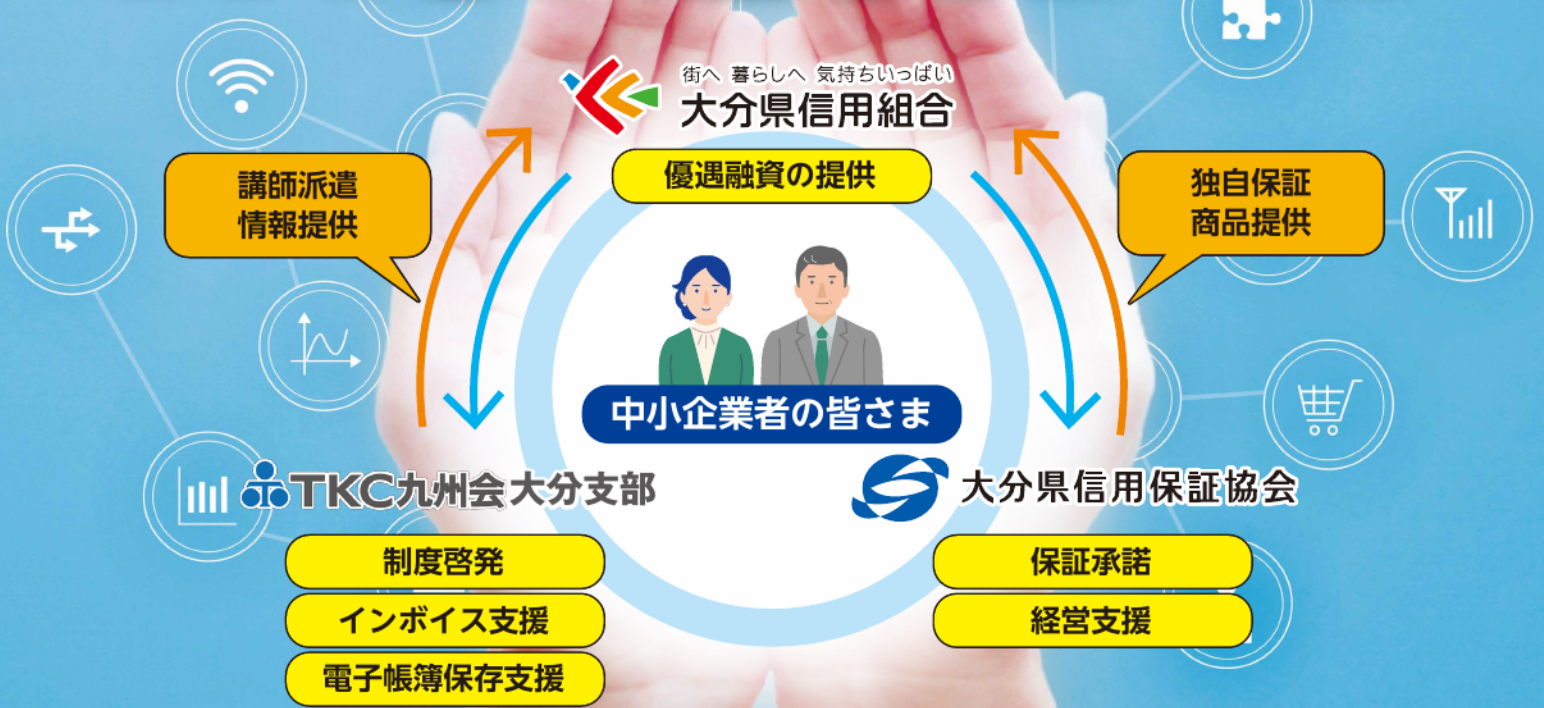 街へ 暮らしへ 気持ちいっぱい
大分県信用組合
優遇融資の提供
講師派遣
情報提供
独自保証
商品提供
中小企業者の皆さま
TKC九州会 大分支部
制度啓発
インボイス支援
電子帳簿保存支援
大分県信用保証協会
保証承諾
経営支援